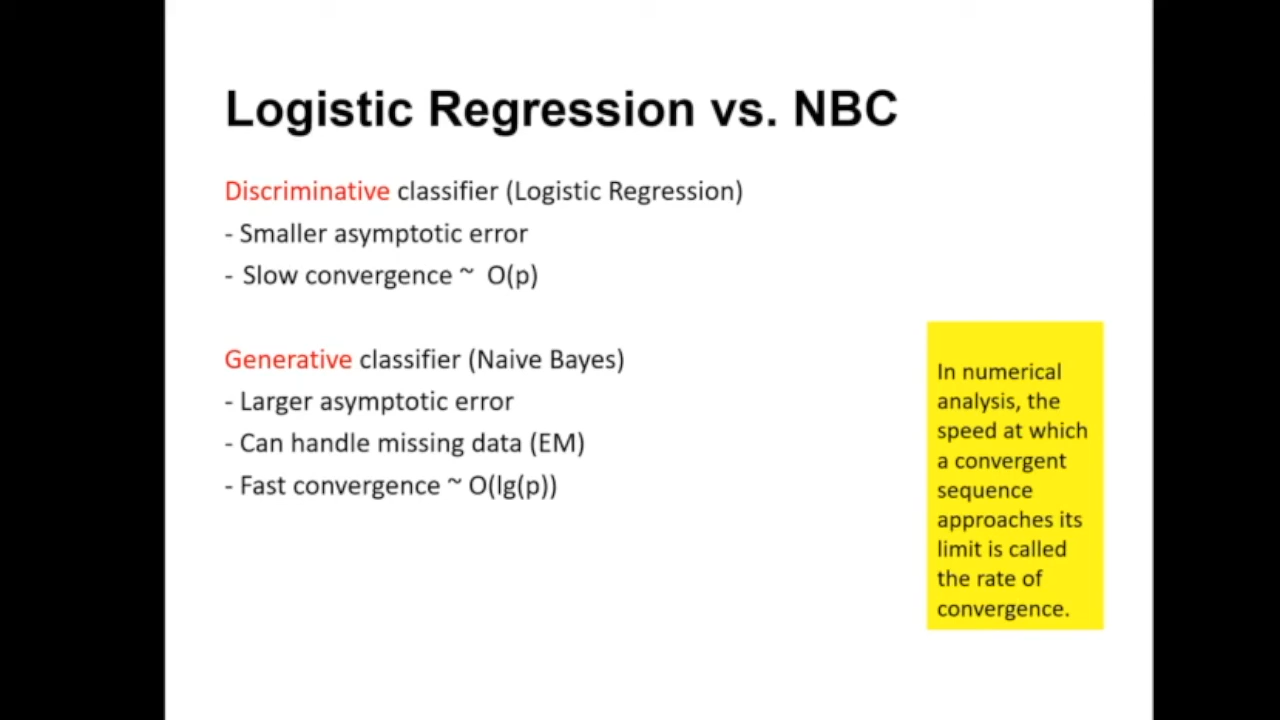 Logistic Regression vs. NBC
Discriminative classifier (Logistic Regression)
- Smaller asymptotic error
- Slow convergence ~ O(p)
Generative classifier (Naive Bayes)
- Larger asymptotic error
- Can handle missing data (EM)
- Fast convergence ~ O(lg(p))
In numerical
analysis, the
speed at which
a convergent
sequence
approaches its
limit is called
the rate of
convergence.